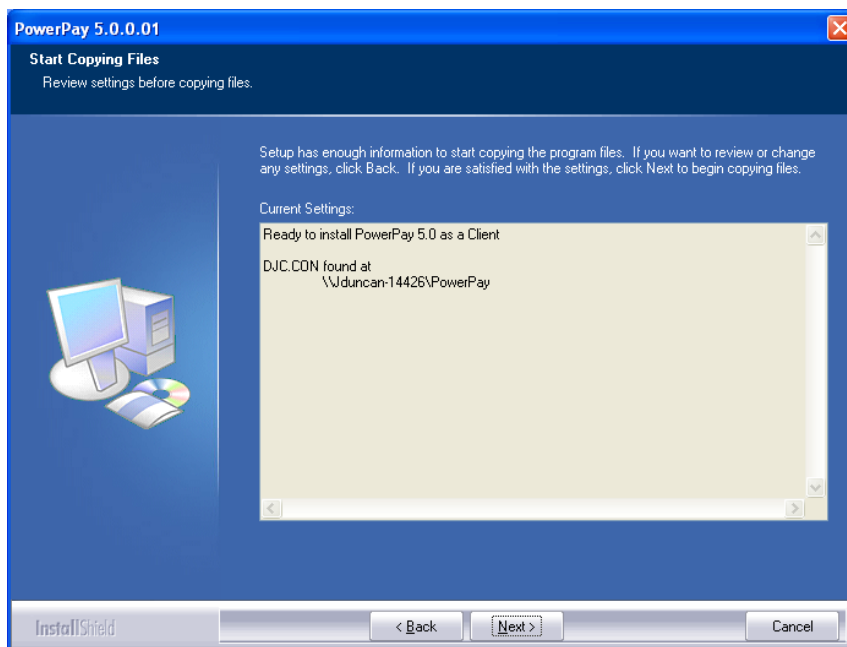 PowerPay 5.0.0.01
Start Copying Files
Review settings before copying files.
Setup has enough information to start copying the program files. If you want to review or change
any settings, click Back. If you are satisfied with the settings, click Next to begin copying files.
Current Settings:
Ready to install PowerPay 5.0 as a Client
DJC.CON found at
\\Jduncan-14426\PowerPay
InstallShield
< Back
Next >
Cancel